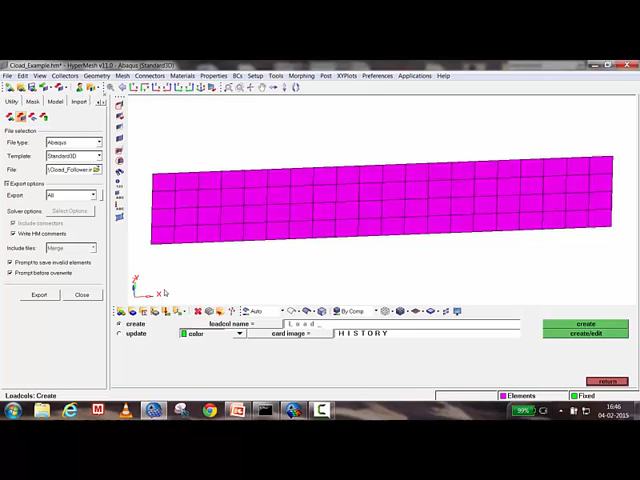 Cload_Example.hm* - HyperMesh v11.0 - Abaqus (Standard3D)
File Edit View Collectors Geometry Mesh Connectors Materials Properties BCs Setup Tools Morphing Post XYPlots Preferences Applications Help
Utility Mask Model Import
File selection
File type: Abaqus
Template: Standard3D
File: \Cload_Follower.in
Export options
Export: All
Solver options: Select Options
Include connectors
Write HM comments
Include files: Merge
Prompt to save invalid elements
Prompt before overwrite
Export Close
Y
X
Auto By Comp
create loadcol name = Load_ create
update color card image = HISTORY create/edit
return
Loadcols: Create Elements Fixed
99% 16:46
04-02-2015